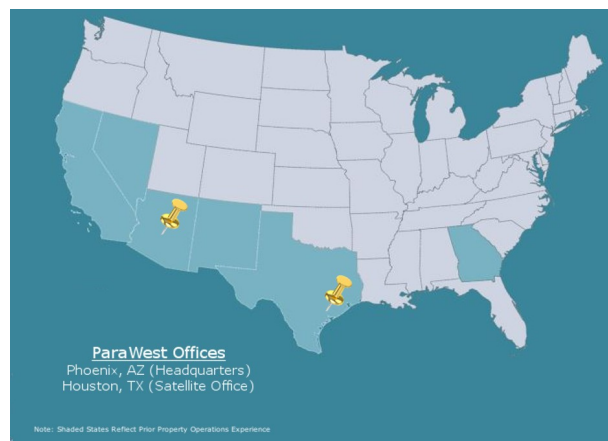 ParaWest Offices
Phoenix, AZ (Headquarters)
Houston, TX (Satellite Office)
Note: Shaded States Reflect Prior Property Operations Experience